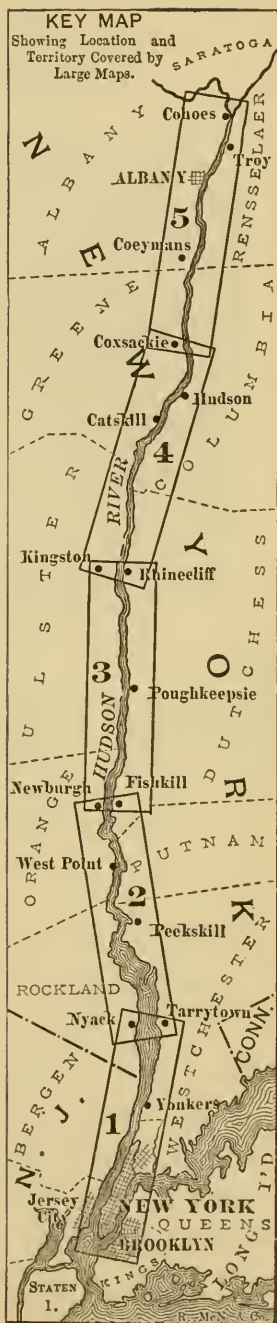 KEY MAP
Showing Location and
Territory Covered by
Large Maps.
SARATOGA
Cohoes
Troy
ALBANY
RENSSELAER
ALBANY
5
Coeymans
GREENE
Coxsackie
COLUMBIA
Hudson
Catskill
4
RIVER
ULSTER
Kingston
Rhinecliff
3
Poughkeepsie
HUDSON
DUTCHESS
Newburgh
Fishkill
ORANGE
West Point
PUTNAM
2
Peekskill
NEW YORK
ROCKLAND
WESTCHESTER
Nyack
Tarrytown
CONN.
BERGEN
N. J.
1
Yonkers
Jersey
City
NEW YORK
QUEENS
BROOKLYN
LONG I'D
KINGS
STATEN
I.
R. McN. & Co.